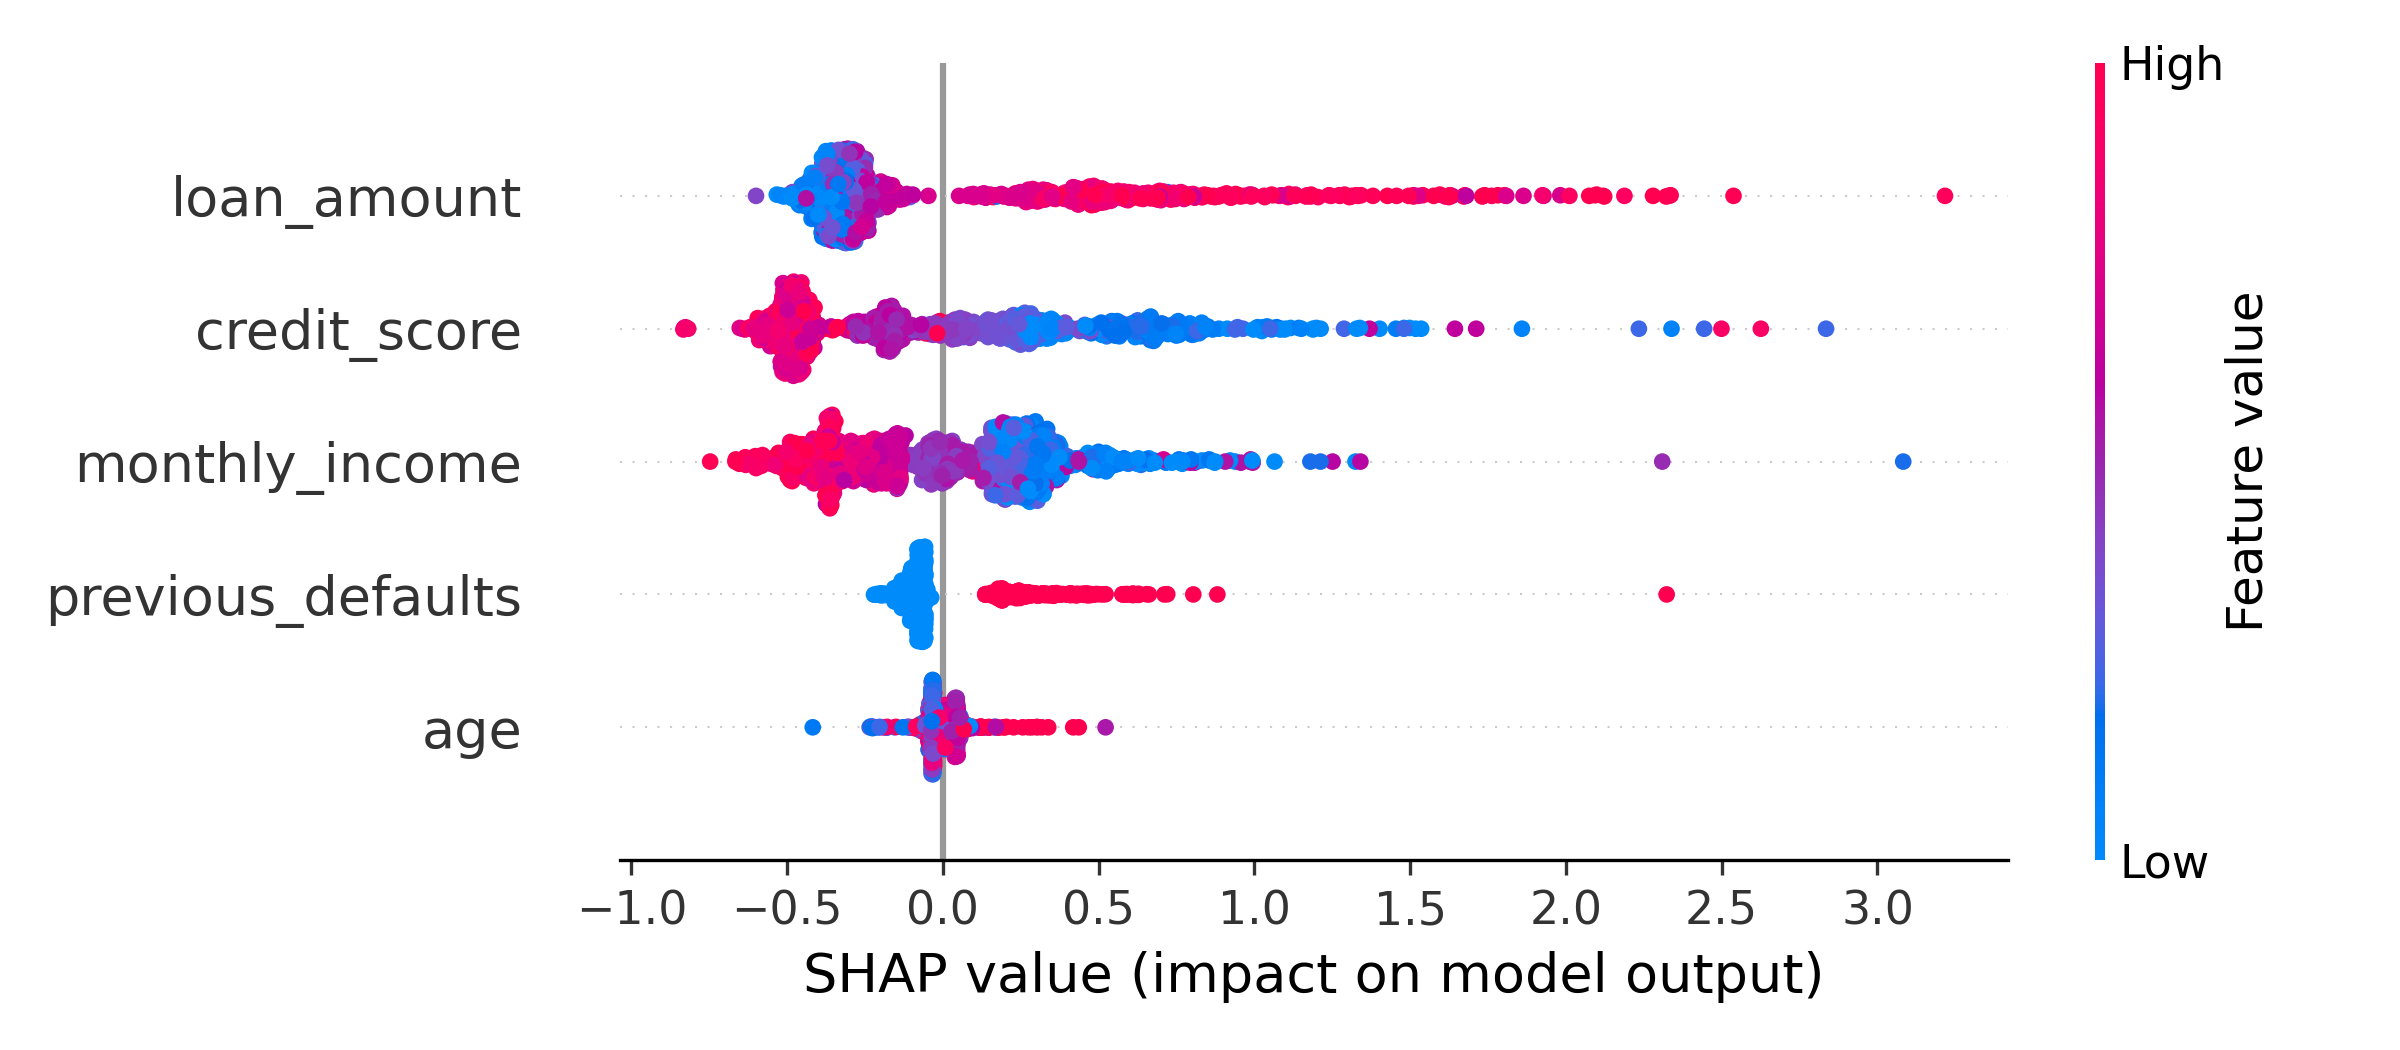 High
loan_amount
credit_score
monthly_income
previous_defaults
age
Feature value
Low
−1.0 −0.5 0.0 0.5 1.0 1.5 2.0 2.5 3.0
SHAP value (impact on model output)